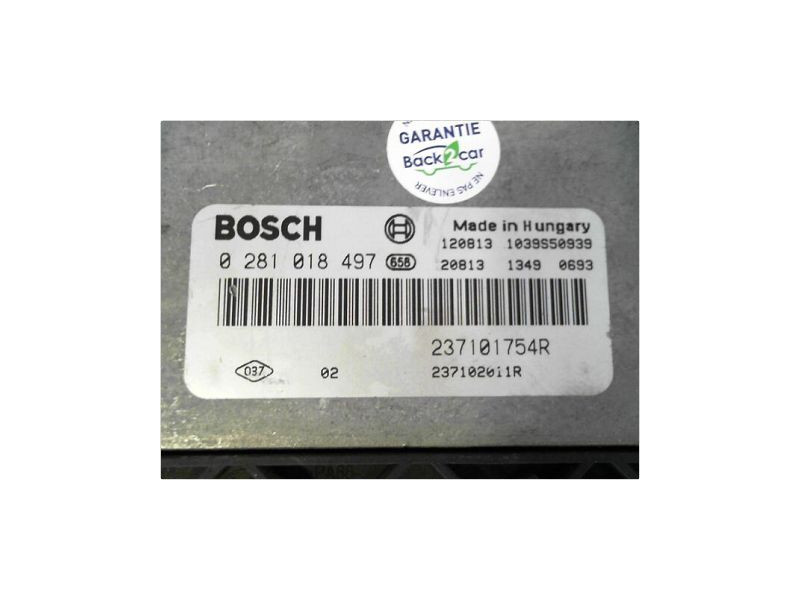 GARANTIE
Back2car
NE PAS ENLEVER
BOSCH
Made in Hungary
120813 1039S50939
0 281 018 497 656 20813 1349 0693
237101754R
037 02 237102011R